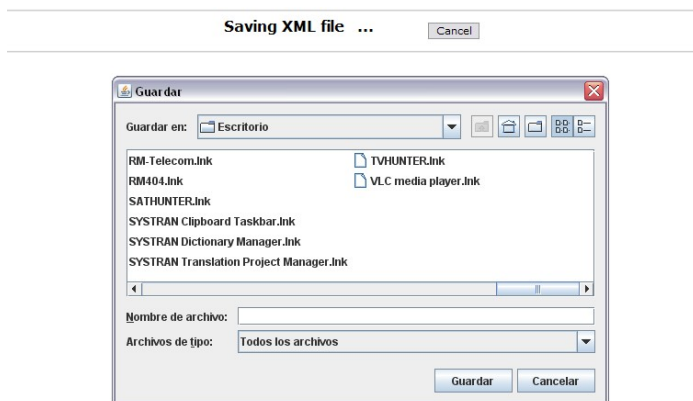 Saving XML file ... Cancel
Guardar
Guardar en: Escritorio
RM-Telecom.lnk TVHUNTER.lnk
RM404.lnk VLC media player.lnk
SATHUNTER.lnk
SYSTRAN Clipboard Taskbar.lnk
SYSTRAN Dictionary Manager.lnk
SYSTRAN Translation Project Manager.lnk
Nombre de archivo:
Archivos de tipo: Todos los archivos
Guardar Cancelar